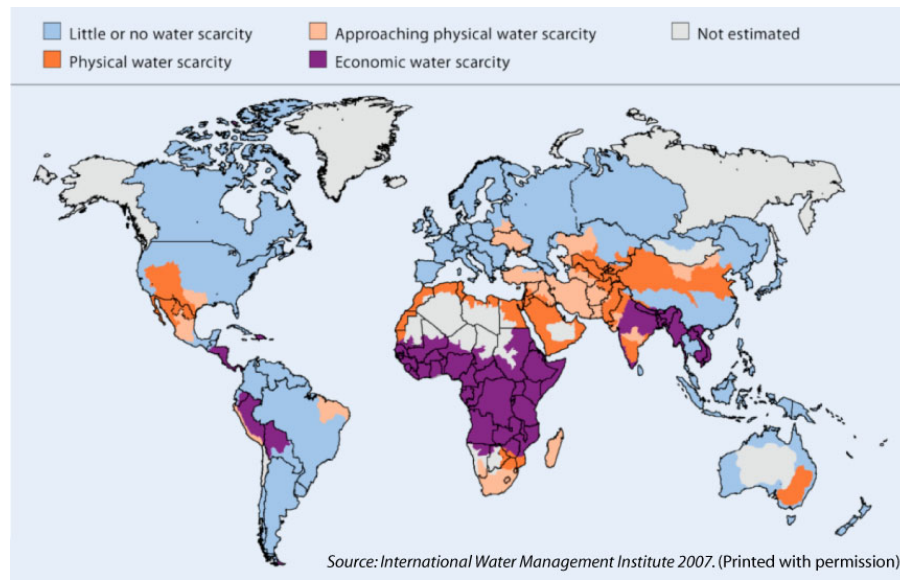 Little or no water scarcity Approaching physical water scarcity Not estimated
Physical water scarcity Economic water scarcity
Source: International Water Management Institute 2007. (Printed with permission)